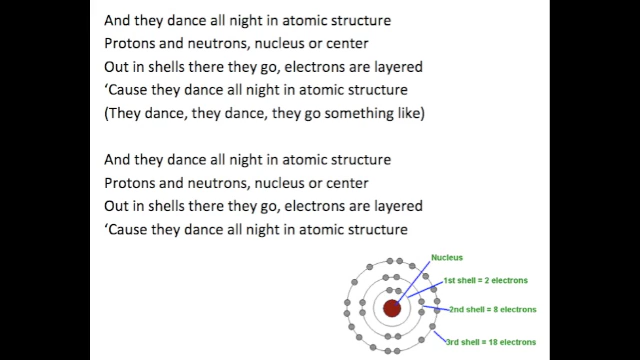 And they dance all night in atomic structure
Protons and neutrons, nucleus or center
Out in shells there they go, electrons are layered
‘Cause they dance all night in atomic structure
(They dance, they dance, they go something like)
And they dance all night in atomic structure
Protons and neutrons, nucleus or center
Out in shells there they go, electrons are layered
‘Cause they dance all night in atomic structure
Nucleus
1st shell = 2 electrons
2nd shell = 8 electrons
3rd shell = 18 electrons